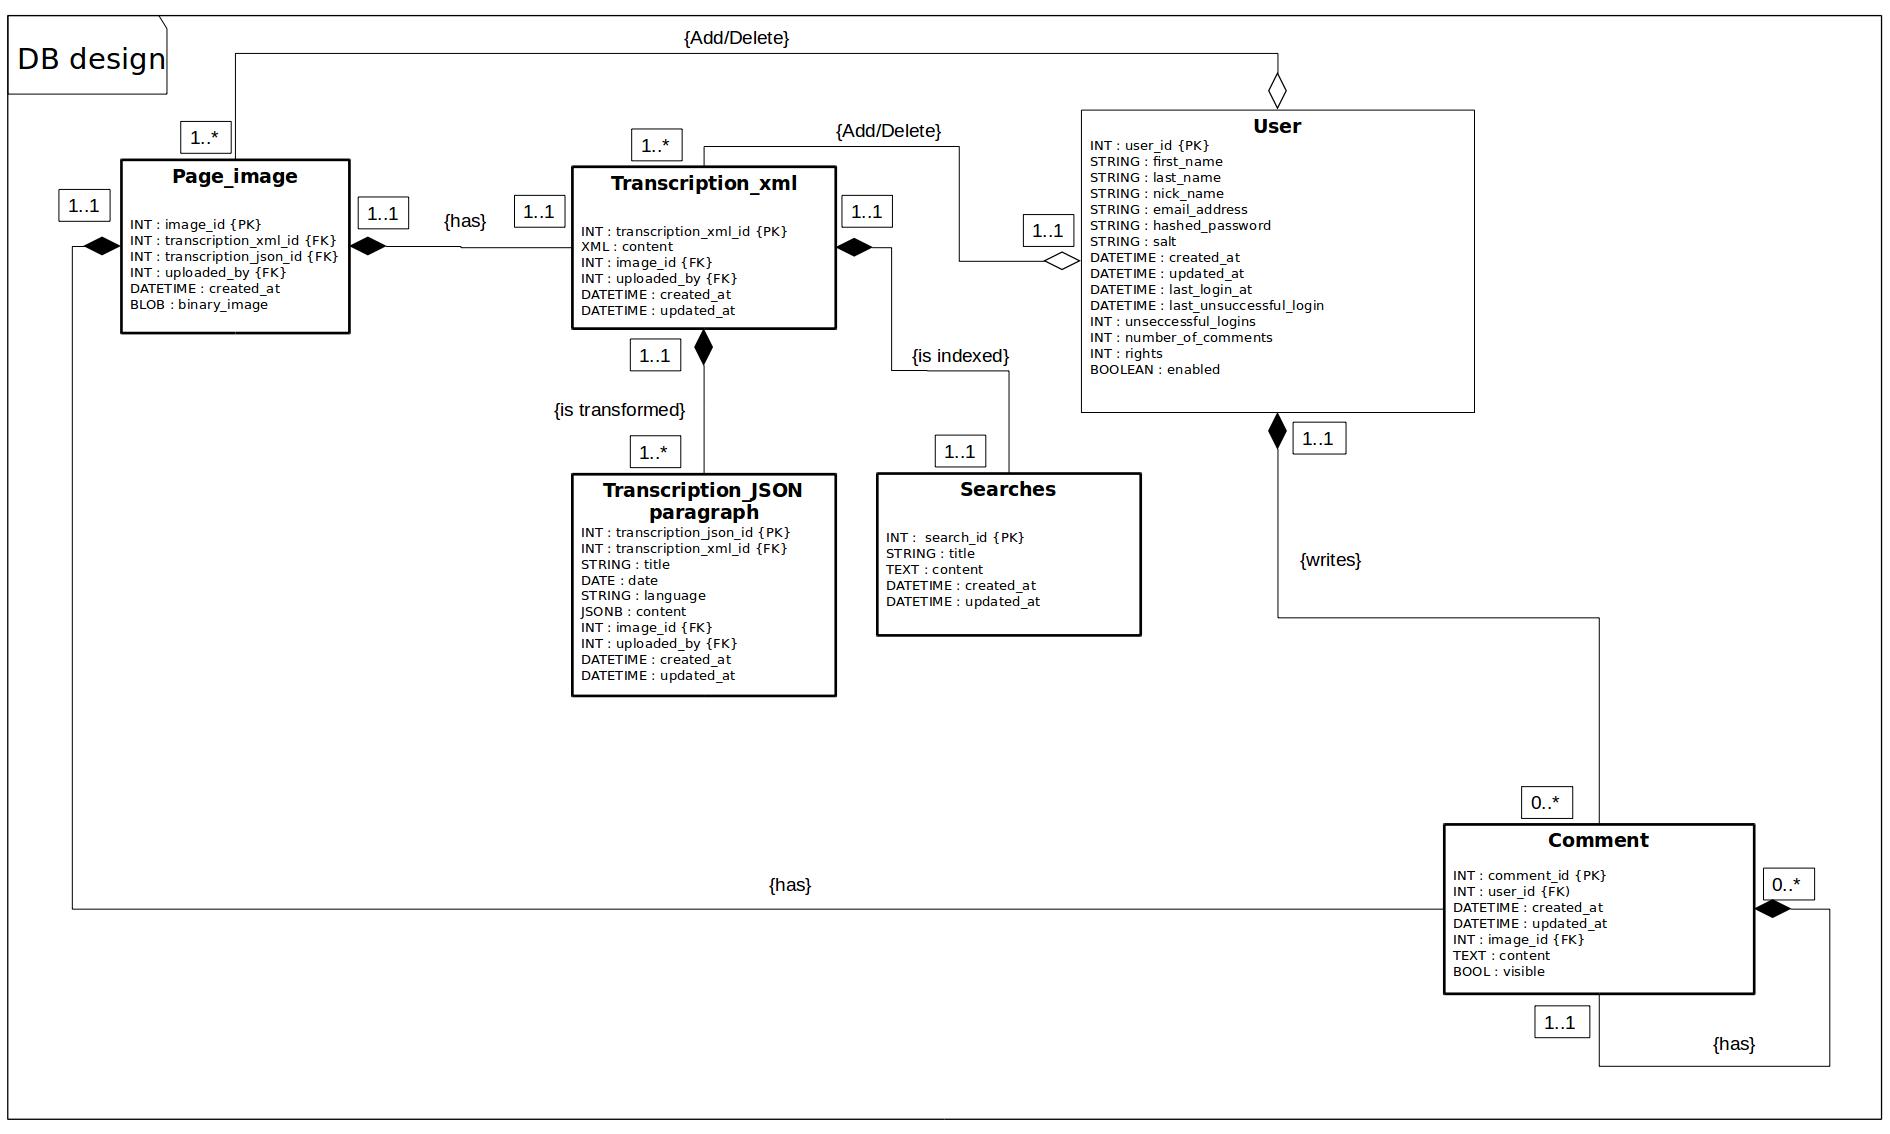 DB design
{Add/Delete}
1..*
1..1
Page_image
INT : image_id {PK}
INT : transcription_xml_id {FK}
INT : transcription_json_id {FK}
INT : uploaded_by {FK}
DATETIME : created_at
BLOB : binary_image
1..1
{has}
1..1
1..*
{Add/Delete}
Transcription_xml
INT : transcription_xml_id {PK}
XML : content
INT : image_id {FK}
INT : uploaded_by {FK}
DATETIME : created_at
DATETIME : updated_at
1..1
1..1
User
INT : user_id {PK}
STRING : first_name
STRING : last_name
STRING : nick_name
STRING : email_address
STRING : hashed_password
STRING : salt
DATETIME : created_at
DATETIME : updated_at
DATETIME : last_login_at
DATETIME : last_unsuccessful_login
INT : unseccessful_logins
INT : number_of_comments
INT : rights
BOOLEAN : enabled
1..1
{is transformed}
1..*
Transcription_JSON
paragraph
INT : transcription_json_id {PK}
INT : transcription_xml_id {FK}
STRING : title
DATE : date
STRING : language
JSONB : content
INT : image_id {FK}
INT : uploaded_by {FK}
DATETIME : created_at
DATETIME : updated_at
{is indexed}
1..1
Searches
INT :  search_id {PK}
STRING : title
TEXT : content
DATETIME : created_at
DATETIME : updated_at
1..1
{writes}
0..*
Comment
INT : comment_id {PK}
INT : user_id {FK)
DATETIME : created_at
DATETIME : updated_at
INT : image_id {FK}
TEXT : content
BOOL : visible
0..*
{has}
1..1
{has}